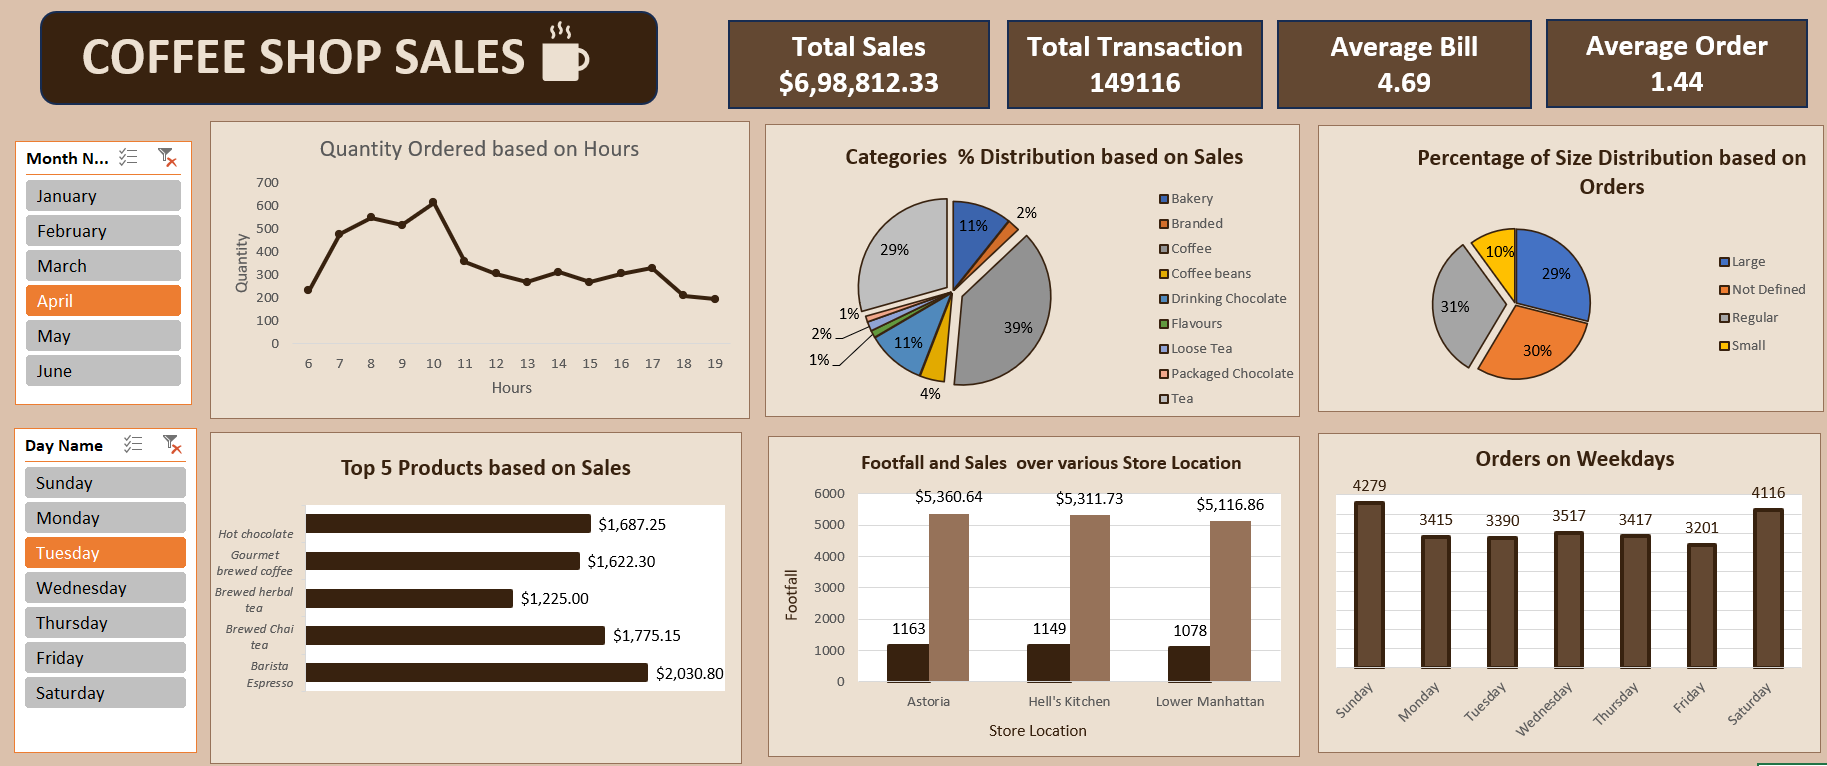 COFFEE SHOP SALES
Total Sales
$6,98,812.33
Total Transaction
149116
Average Bill
4.69
Average Order
1.44
Month N...
January
February
March
April
May
June
Quantity Ordered based on Hours
Quantity
700
600
500
400
300
200
100
0
6 7 8 9 10 11 12 13 14 15 16 17 18 19
Hours
Categories % Distribution based on Sales
11%
2%
39%
4%
11%
1%
2%
1%
29%
Bakery
Branded
Coffee
Coffee beans
Drinking Chocolate
Flavours
Loose Tea
Packaged Chocolate
Tea
Percentage of Size Distribution based on
Orders
29%
30%
31%
10%
Large
Not Defined
Regular
Small
Day Name
Sunday
Monday
Tuesday
Wednesday
Thursday
Friday
Saturday
Top 5 Products based on Sales
Hot chocolate
$1,687.25
Gourmet
brewed coffee
$1,622.30
Brewed herbal
tea
$1,225.00
Brewed Chai
tea
$1,775.15
Barista
Espresso
$2,030.80
Footfall and Sales over various Store Location
Footfall
6000
5000
4000
3000
2000
1000
0
$5,360.64
$5,311.73
$5,116.86
1163
1149
1078
Astoria
Hell's Kitchen
Lower Manhattan
Store Location
Orders on Weekdays
4279
3415
3390
3517
3417
3201
4116
Sunday
Monday
Tuesday
Wednesday
Thursday
Friday
Saturday